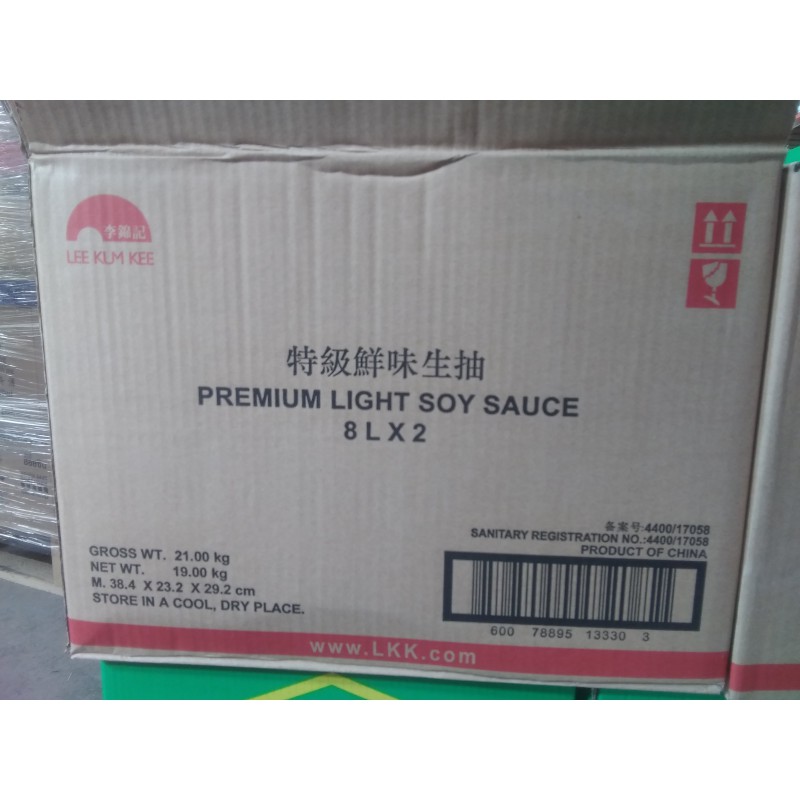 李錦記
LEE KUM KEE
特級鮮味生抽
PREMIUM LIGHT SOY SAUCE
8 L X 2
备案号:4400/17058
SANITARY REGISTRATION NO.:4400/17058
PRODUCT OF CHINA
GROSS WT. 21.00 kg
NET WT. 19.00 kg
M. 38.4 X 23.2 X 29.2 cm
STORE IN A COOL, DRY PLACE.
600 78895 13330 3
www.LKK.com